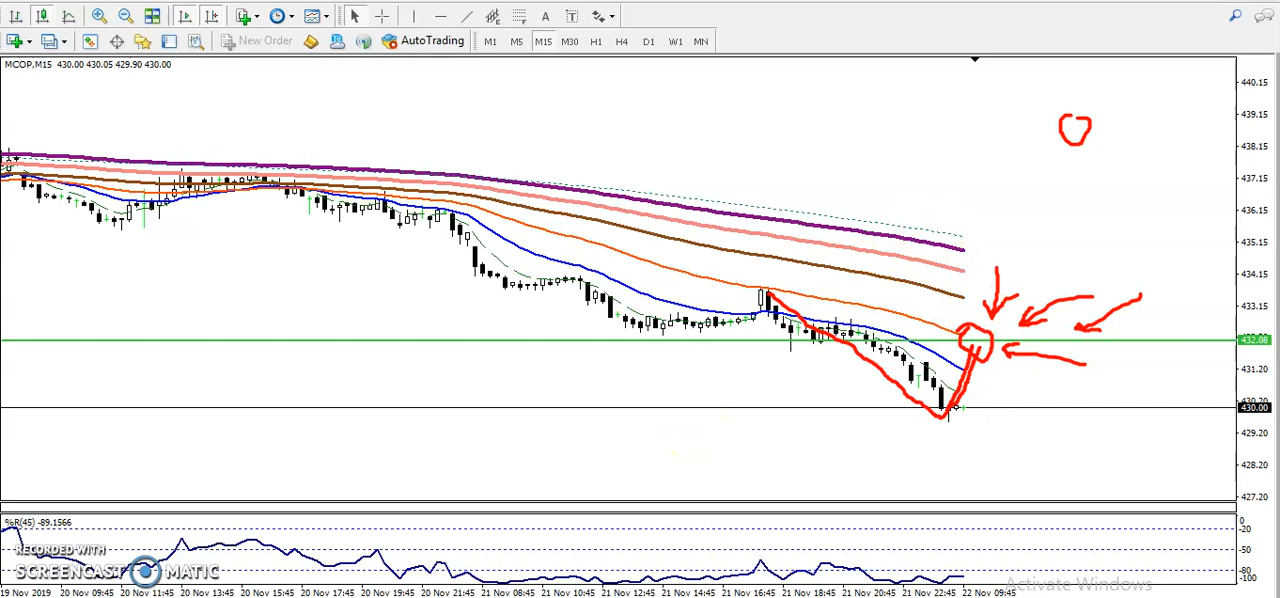 New Order AutoTrading M1 M5 M15 M30 H1 H4 D1 W1 MN
MCOP,M15 430.00 430.05 429.90 430.00
440.15
439.15
438.15
437.15
436.15
435.15
434.15
433.15
432.08
431.20
430.00
429.20
428.20
427.20
%R(45) -89.1566
0
-20
-50
-80
-100
RECORDED WITH
SCREENCAST MATIC
Activate Windows
19 Nov 2019 20 Nov 09:45 20 Nov 11:45 20 Nov 13:45 20 Nov 15:45 20 Nov 17:45 20 Nov 20:45 20 Nov 22:45 21 Nov 08:45 21 Nov 10:45 21 Nov 12:45 21 Nov 14:45 21 Nov 16:45 21 Nov 18:45 21 Nov 20:45 21 Nov 22:45 22 Nov 09:45